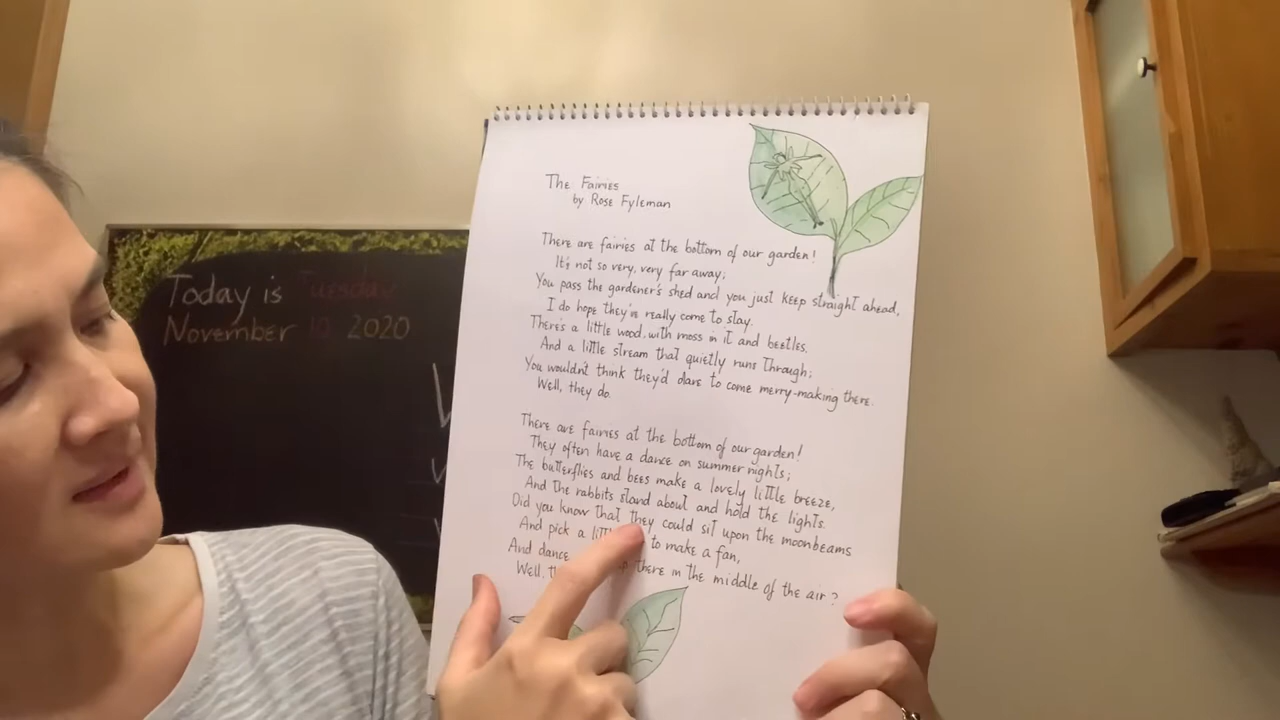 Today is Tuesday
November 10 2020
The Fairies
by Rose Fyleman
There are fairies at the bottom of our garden!
It's not so very, very far away;
You pass the gardener's shed and you just keep straight ahead,
I do hope they've really come to stay.
There's a little wood, with moss in it and beetles,
And a little stream that quietly runs through;
You wouldn't think they'd dare to come merry-making there.
Well, they do.
There are fairies at the bottom of our garden!
They often have a dance on summer nights;
The butterflies and bees make a lovely little breeze,
And the rabbits stand about and hold the lights.
Did you know that they could sit upon the moonbeams
And pick a to make a fan,
And dance there in the middle of the air?
Well,